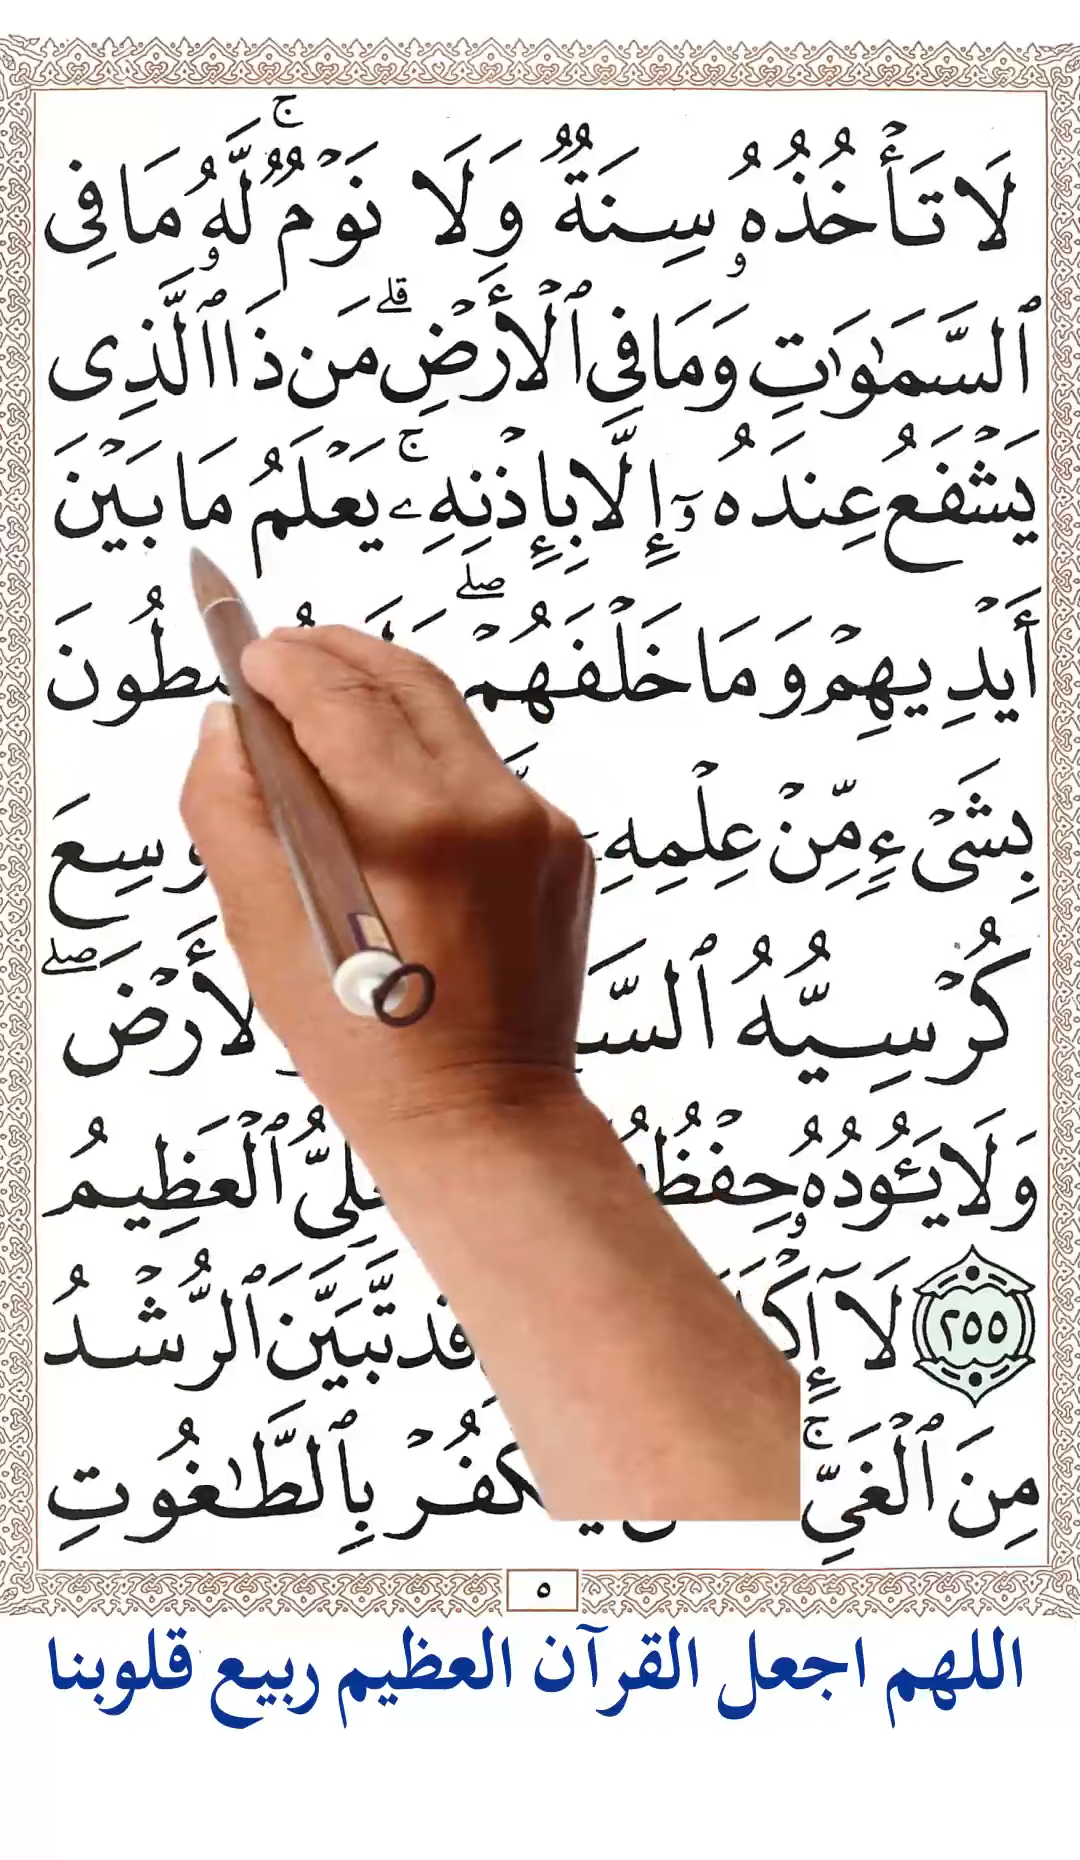 لَا تَأْخُذُهُۥ سِنَةٌ وَلَا نَوْمٌ ۚ لَّهُۥ مَا فِي
ٱلسَّمَٰوَٰتِ وَمَا فِي ٱلْأَرْضِ ۗ مَن ذَا ٱلَّذِي
يَشْفَعُ عِندَهُۥٓ إِلَّا بِإِذْنِهِۦ ۚ يَعْلَمُ مَا بَيْنَ
أَيْدِيهِمْ وَمَا خَلْفَهُمْ ۖ
بِشَيْءٍ مِّنْ عِلْمِهِۦٓ وَسِعَ
كُرْسِيُّهُ ٱلْأَرْضَ ۖ
وَلَا يَـُٔودُهُۥ ٱلْعَظِيمُ
٢٥٥ لَآ قَد تَّبَيَّنَ ٱلرُّشْدُ
مِنَ ٱلْغَيِّ ۚ يَكْفُرْ بِٱلطَّٰغُوتِ
٥
اللهم اجعل القرآن العظيم ربيع قلوبنا